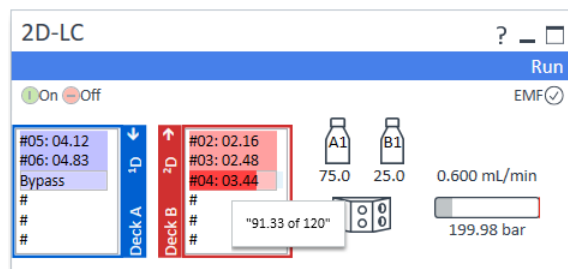 2D-LC
?
Run
On Off
EMF
#05: 04.12
#06: 04.83
Bypass
#
#
#
1D
Deck A
2D
Deck B
#02: 02.16
#03: 02.48
#04: 03.44
#
#
#
"91.33 of 120"
A1
B1
75.0
25.0
0.600 mL/min
199.98 bar